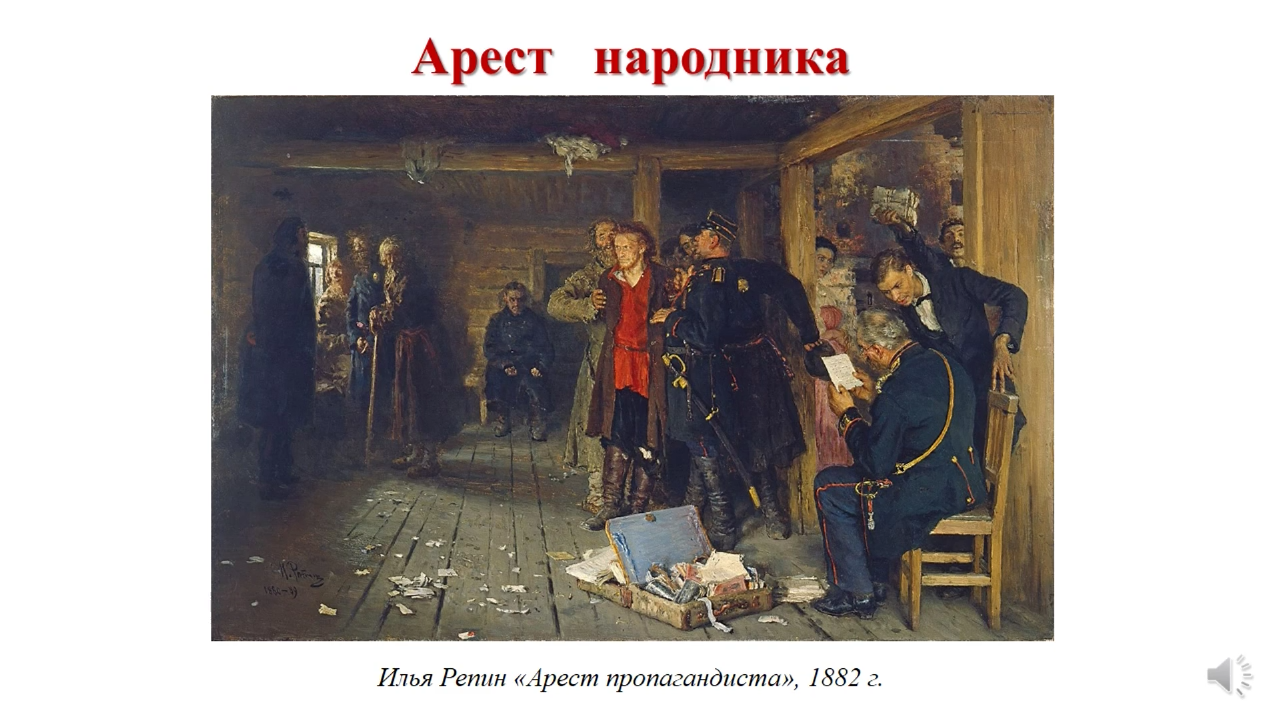 Арест народника
Илья Репин «Арест пропагандиста», 1882 г.